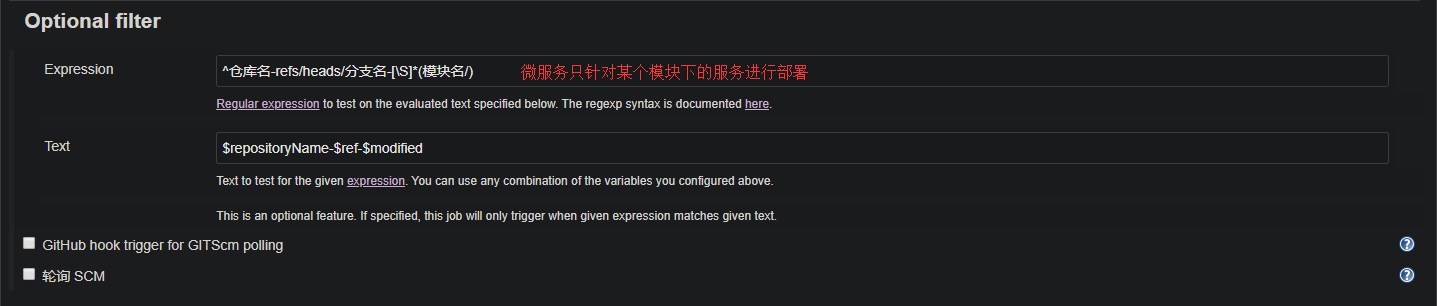 Optional filter
Expression
^仓库名-refs/heads/分支名-[\S]*(模块名/) 微服务只针对某个模块下的服务进行部署
Regular expression to test on the evaluated text specified below. The regexp syntax is documented here.
Text
$repositoryName-$ref-$modified
Text to test for the given expression. You can use any combination of the variables you configured above.
This is an optional feature. If specified, this job will only trigger when given expression matches given text.
GitHub hook trigger for GITScm polling
?
轮询 SCM
?